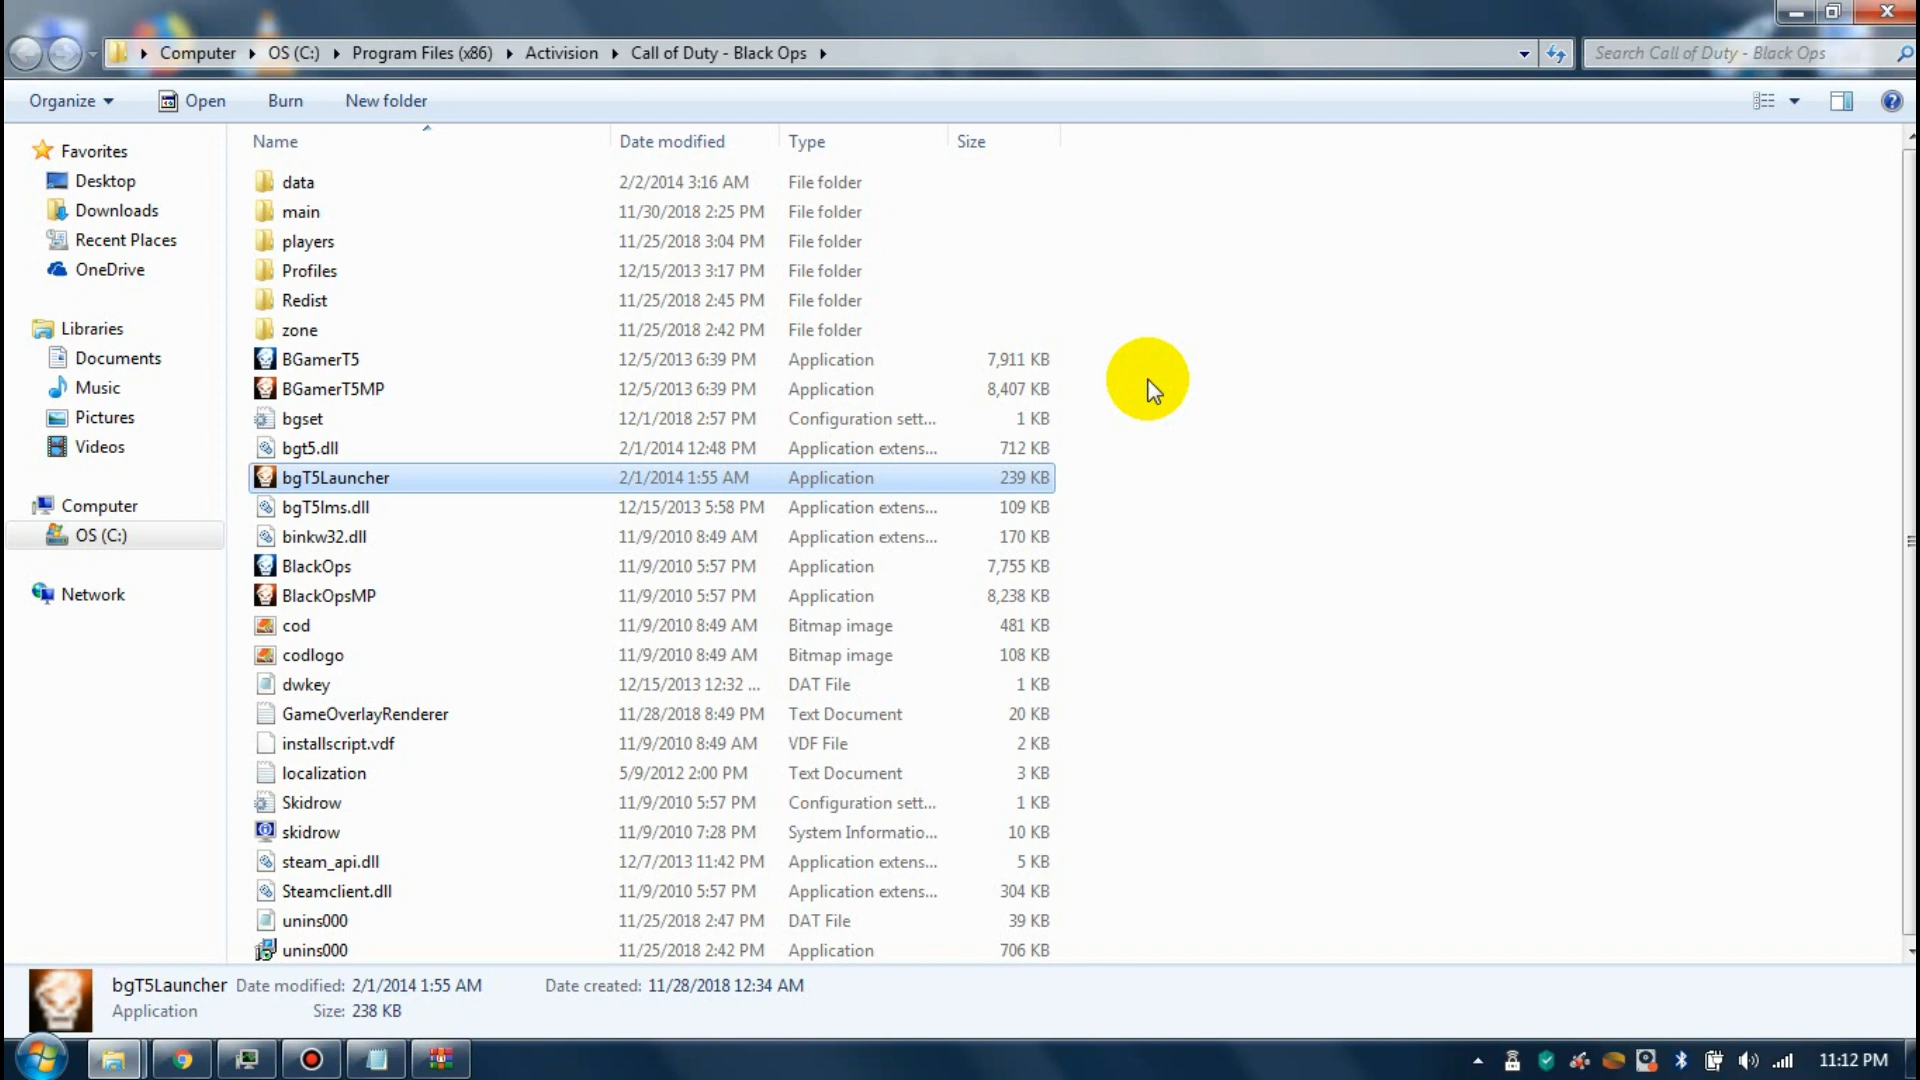 Computer OS (C:) Program Files (x86) Activision Call of Duty - Black Ops Search Call of Duty - Black Ops
Organize Open Burn New folder
Name Date modified Type Size
Favorites
Desktop
Downloads
Recent Places
OneDrive
Libraries
Documents
Music
Pictures
Videos
Computer
OS (C:)
Network
data 2/2/2014 3:16 AM File folder
main 11/30/2018 2:25 PM File folder
players 11/25/2018 3:04 PM File folder
Profiles 12/15/2013 3:17 PM File folder
Redist 11/25/2018 2:45 PM File folder
zone 11/25/2018 2:42 PM File folder
BGamerT5 12/5/2013 6:39 PM Application 7,911 KB
BGamerT5MP 12/5/2013 6:39 PM Application 8,407 KB
bgset 12/1/2018 2:57 PM Configuration sett... 1 KB
bgt5.dll 2/1/2014 12:48 PM Application extens... 712 KB
bgT5Launcher 2/1/2014 1:55 AM Application 239 KB
bgT5lms.dll 12/15/2013 5:58 PM Application extens... 109 KB
binkw32.dll 11/9/2010 8:49 AM Application extens... 170 KB
BlackOps 11/9/2010 5:57 PM Application 7,755 KB
BlackOpsMP 11/9/2010 5:57 PM Application 8,238 KB
cod 11/9/2010 8:49 AM Bitmap image 481 KB
codlogo 11/9/2010 8:49 AM Bitmap image 108 KB
dwkey 12/15/2013 12:32 ... DAT File 1 KB
GameOverlayRenderer 11/28/2018 8:49 PM Text Document 20 KB
installscript.vdf 11/9/2010 8:49 AM VDF File 2 KB
localization 5/9/2012 2:00 PM Text Document 3 KB
Skidrow 11/9/2010 5:57 PM Configuration sett... 1 KB
skidrow 11/9/2010 7:28 PM System Informatio... 10 KB
steam_api.dll 12/7/2013 11:42 PM Application extens... 5 KB
Steamclient.dll 11/9/2010 5:57 PM Application extens... 304 KB
unins000 11/25/2018 2:47 PM DAT File 39 KB
unins000 11/25/2018 2:42 PM Application 706 KB
bgT5Launcher Date modified: 2/1/2014 1:55 AM Date created: 11/28/2018 12:34 AM
Application Size: 238 KB
11:12 PM